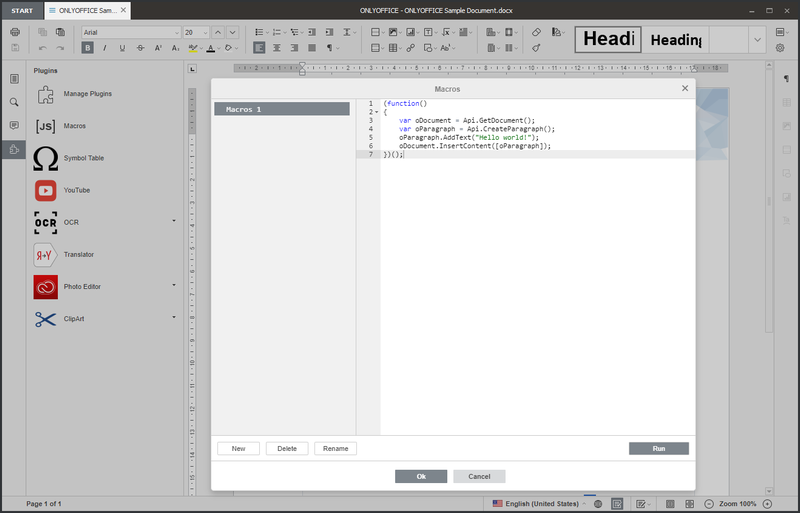 START
ONLYOFFICE Sam...
ONLYOFFICE - ONLYOFFICE Sample Document.docx
Arial
20
Headi
Heading
Plugins
Manage Plugins
[JS] Macros
Symbol Table
YouTube
OCR OCR
Я+Y Translator
Photo Editor
ClipArt
Macros
Macros 1
1 (function()
2 {
3 var oDocument = Api.GetDocument();
4 var oParagraph = Api.CreateParagraph();
5 oParagraph.AddText("Hello world!");
6 oDocument.InsertContent([oParagraph]);
7 })();
New
Delete
Rename
Run
Ok
Cancel
Page 1 of 1
English (United States)
Zoom 100%